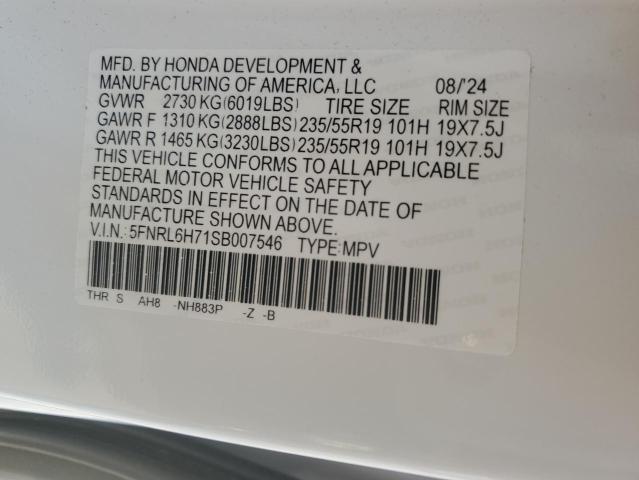 MFD. BY HONDA DEVELOPMENT &
MANUFACTURING OF AMERICA, LLC 08/'24
GVWR 2730 KG(6019LBS) TIRE SIZE RIM SIZE
GAWR F 1310 KG(2888LBS)235/55R19 101H 19X7.5J
GAWR R 1465 KG(3230LBS)235/55R19 101H 19X7.5J
THIS VEHICLE CONFORMS TO ALL APPLICABLE
FEDERAL MOTOR VEHICLE SAFETY
STANDARDS IN EFFECT ON THE DATE OF
MANUFACTURE SHOWN ABOVE.
V.I.N.:5FNRL6H71SB007546 TYPE:MPV
THR S AH8 -NH883P -Z -B